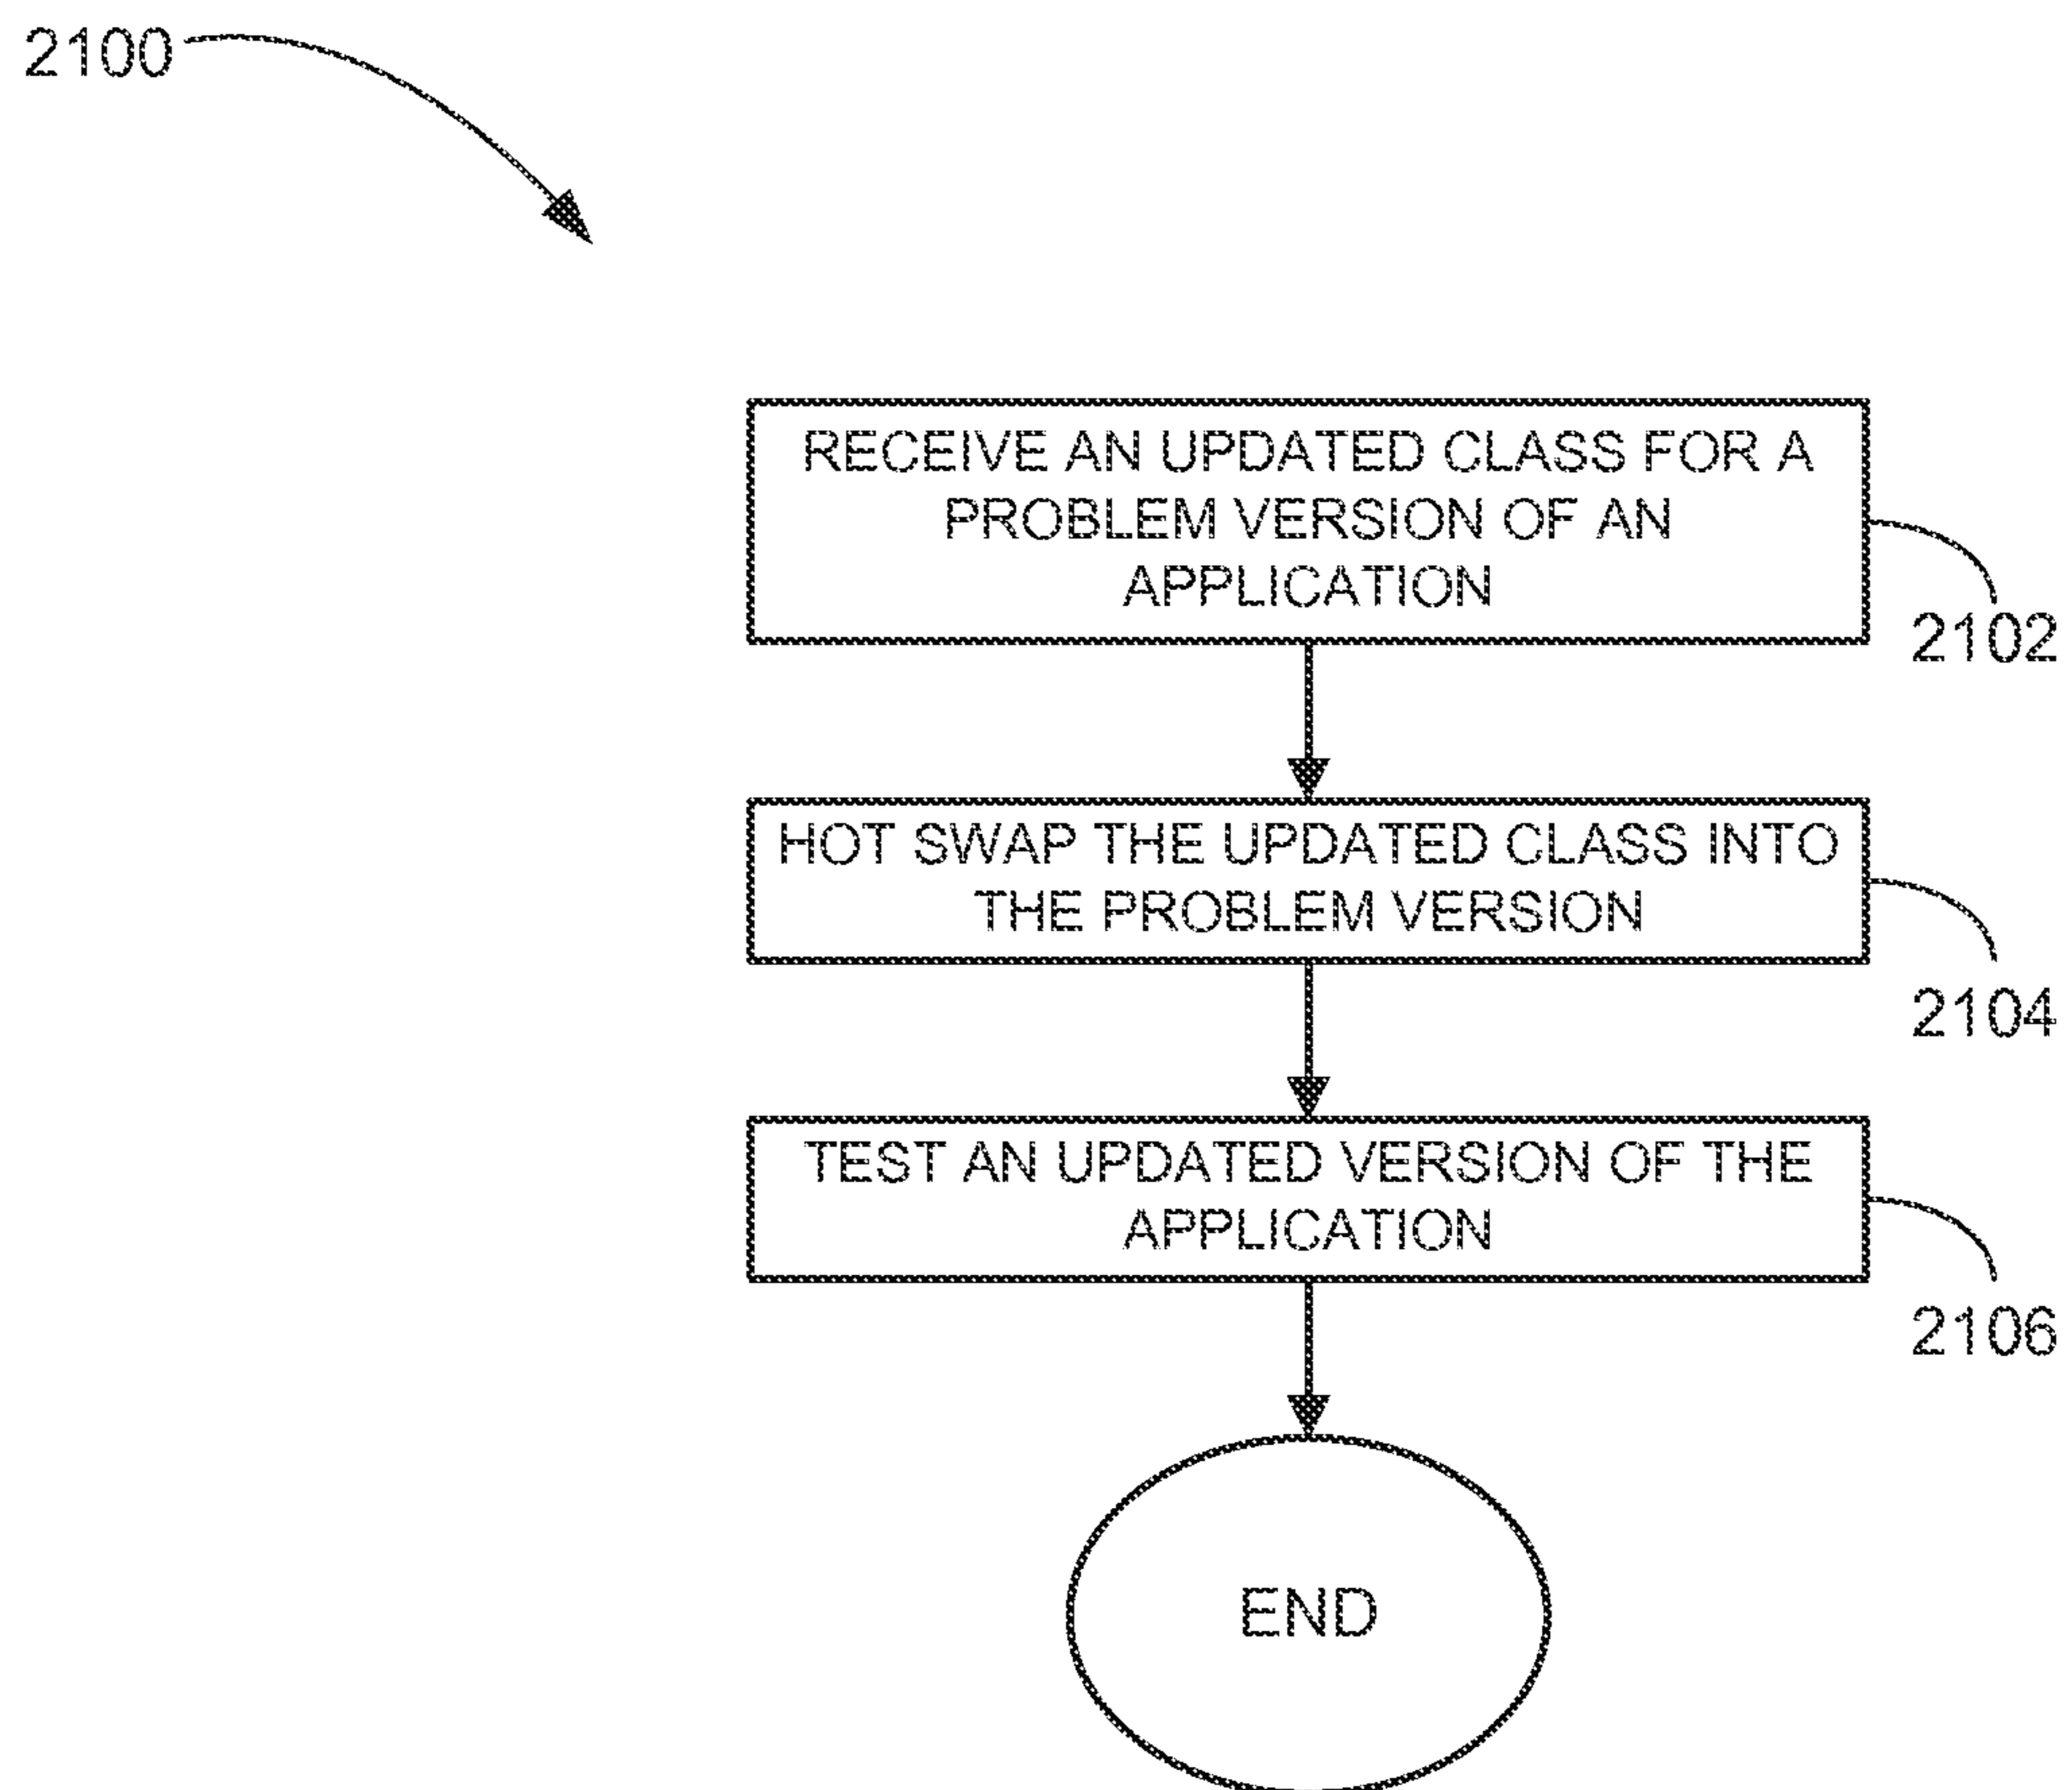 2100
RECEIVE AN UPDATED CLASS FOR A
PROBLEM VERSION OF AN
APPLICATION
2102
HOT SWAP THE UPDATED CLASS INTO
THE PROBLEM VERSION
2104
TEST AN UPDATED VERSION OF THE
APPLICATION
2106
END